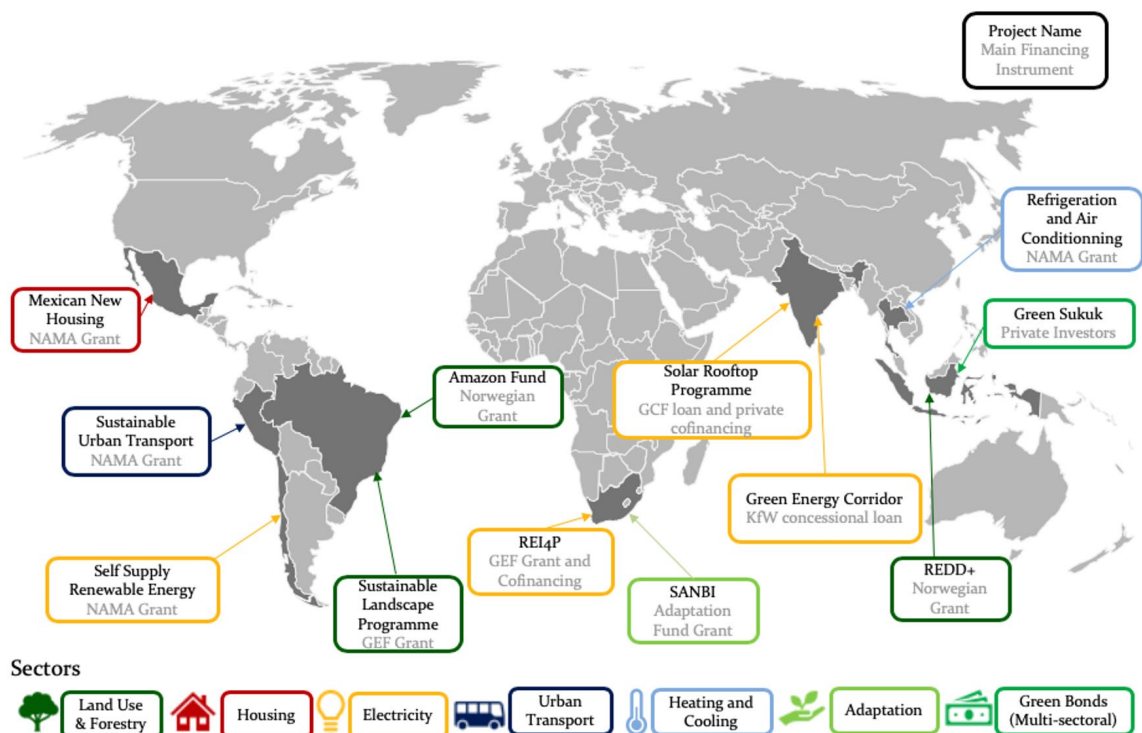 Project Name
Main Financing
Instrument
Refrigeration
and Air
Conditionning
NAMA Grant
Mexican New
Housing
NAMA Grant
Green Sukuk
Private Investors
Amazon Fund
Norwegian
Grant
Solar Rooftop
Programme
GCF loan and private
cofinancing
Sustainable
Urban Transport
NAMA Grant
Green Energy Corridor
KfW concessional loan
REI4P
GEF Grant and
Cofinancing
Self Supply
Renewable Energy
NAMA Grant
Sustainable
Landscape
Programme
GEF Grant
SANBI
Adaptation
Fund Grant
REDD+
Norwegian
Grant
Sectors
Land Use
& Forestry
Housing
Electricity
Urban
Transport
Heating and
Cooling
Adaptation
Green Bonds
(Multi-sectoral)